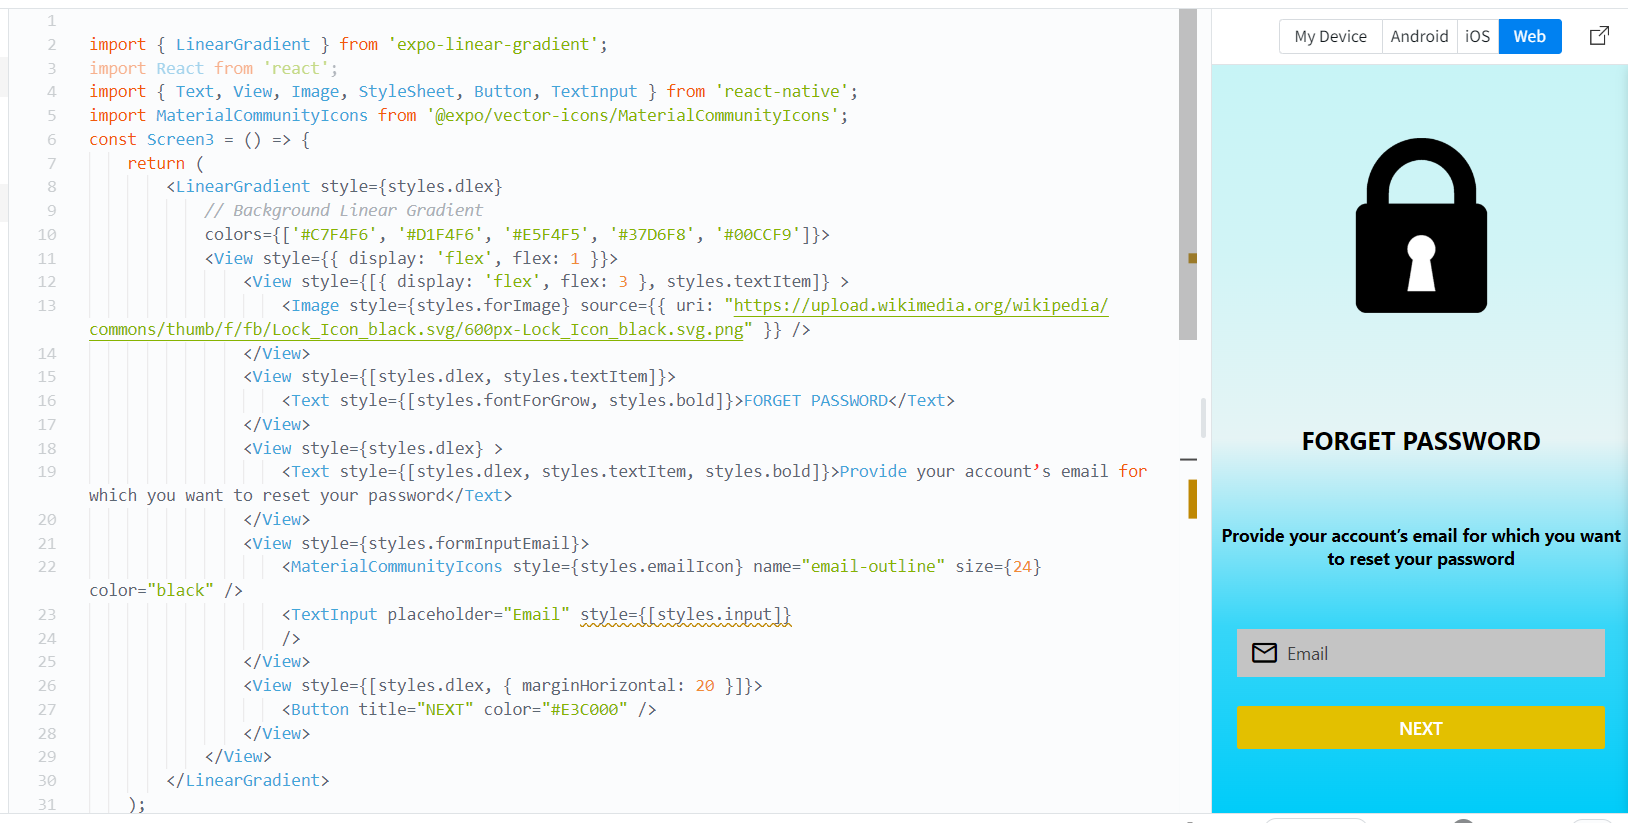 1
2 import { LinearGradient } from 'expo-linear-gradient';
3 import React from 'react';
4 import { Text, View, Image, StyleSheet, Button, TextInput } from 'react-native';
5 import MaterialCommunityIcons from '@expo/vector-icons/MaterialCommunityIcons';
6 const Screen3 = () => {
7 return (
8 <LinearGradient style={styles.dlex}
9 // Background Linear Gradient
10 colors={['#C7F4F6', '#D1F4F6', '#E5F4F5', '#37D6F8', '#00CCF9']}>
11 <View style={{ display: 'flex', flex: 1 }}>
12 <View style={[{ display: 'flex', flex: 3 }, styles.textItem]} >
13 <Image style={styles.forImage} source={{ uri: "https://upload.wikimedia.org/wikipedia/
commons/thumb/f/fb/Lock_Icon_black.svg/600px-Lock_Icon_black.svg.png" }} />
14 </View>
15 <View style={[styles.dlex, styles.textItem]}>
16 <Text style={[styles.fontForGrow, styles.bold]}>FORGET PASSWORD</Text>
17 </View>
18 <View style={styles.dlex} >
19 <Text style={[styles.dlex, styles.textItem, styles.bold]}>Provide your account’s email for
which you want to reset your password</Text>
20 </View>
21 <View style={styles.formInputEmail}>
22 <MaterialCommunityIcons style={styles.emailIcon} name="email-outline" size={24}
color="black" />
23 <TextInput placeholder="Email" style={[styles.input]}
24 />
25 </View>
26 <View style={[styles.dlex, { marginHorizontal: 20 }]}>
27 <Button title="NEXT" color="#E3C000" />
28 </View>
29 </View>
30 </LinearGradient>
31 );
My Device Android iOS Web
FORGET PASSWORD
Provide your account’s email for which you want
to reset your password
Email
NEXT